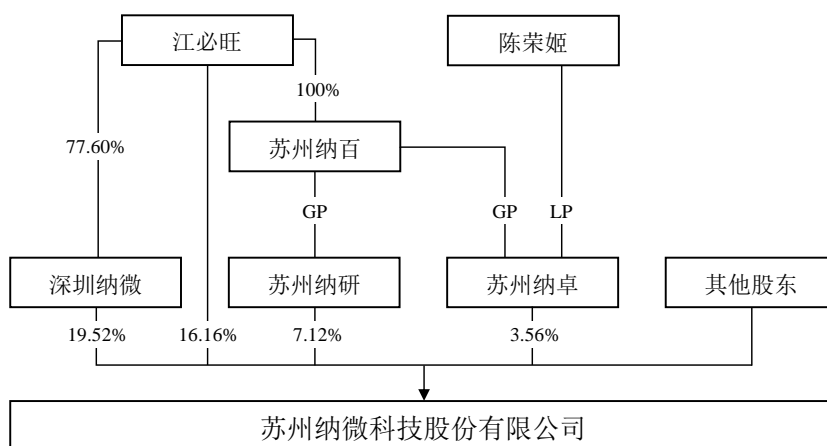 江必旺
陈荣姬
100%
77.60%
苏州纳百
GP
GP
LP
深圳纳微
苏州纳研
苏州纳卓
其他股东
19.52%
16.16%
7.12%
3.56%
苏州纳微科技股份有限公司